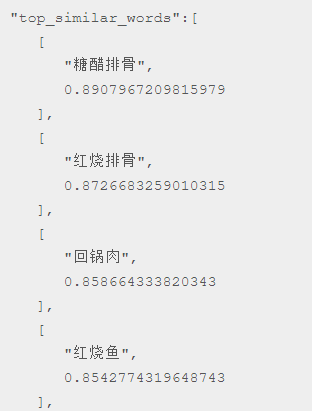 "top_similar_words":[
[
"糖醋排骨",
0.8907967209815979
],
[
"红烧排骨",
0.8726683259010315
],
[
"回锅肉",
0.858664333820343
],
[
"红烧鱼",
0.8542774319648743
],